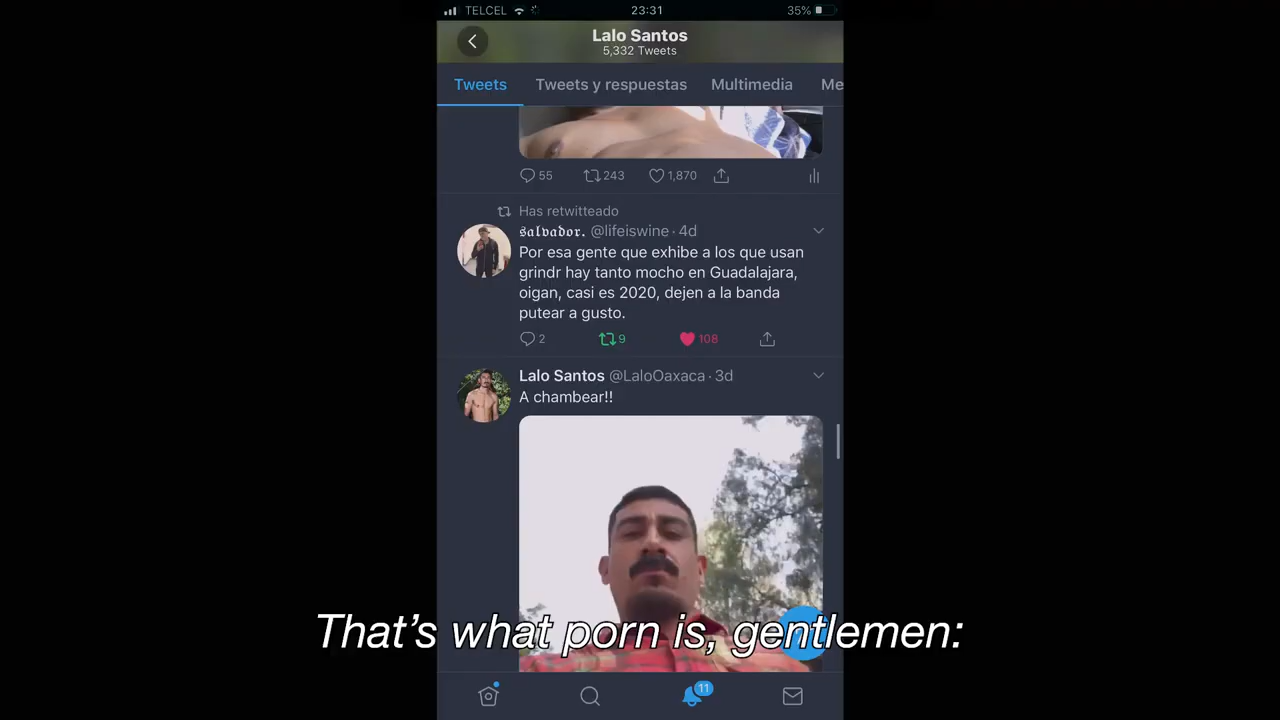 TELCEL
23:31
35%
Lalo Santos
5,332 Tweets
Tweets
Tweets y respuestas
Multimedia
Me
55
243
1,870
Has retwitteado
𝖘𝖆𝖑𝖛𝖆𝖉𝖔𝖗. @lifeiswine · 4d
Por esa gente que exhibe a los que usan
grindr hay tanto mocho en Guadalajara,
oigan, casi es 2020, dejen a la banda
putear a gusto.
2
9
108
Lalo Santos @LaloOaxaca · 3d
A chambear!!
That's what porn is, gentlemen:
11